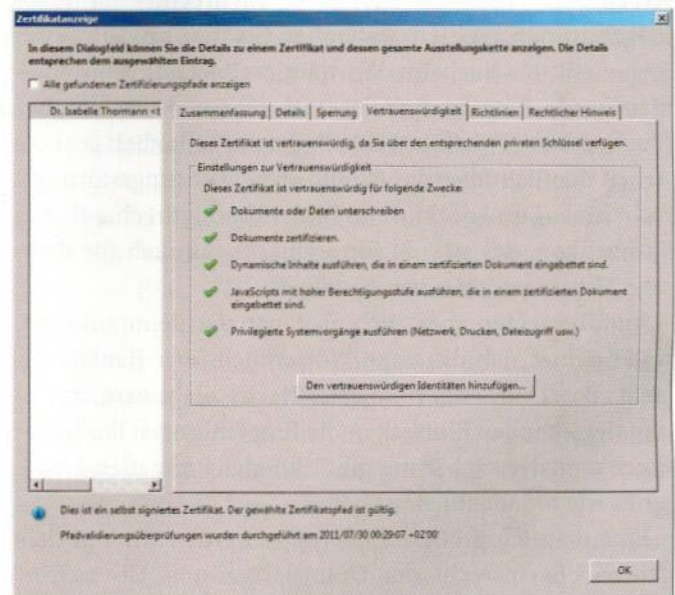 Zertifikatanzeige
In diesem Dialogfeld können Sie die Details zu einem Zertifikat und dessen gesamte Ausstellungskette anzeigen. Die Details
entsprechen dem ausgewählten Eintrag.
Alle gefundenen Zertifizierungspfade anzeigen
Dr. Isabelle Thormann <t
Zusammenfassung Details Sperrung Vertrauenswürdigkeit Richtlinien Rechtlicher Hinweis
Dieses Zertifikat ist vertrauenswürdig, da Sie über den entsprechenden privaten Schlüssel verfügen.
Einstellungen zur Vertrauenswürdigkeit
Dieses Zertifikat ist vertrauenswürdig für folgende Zwecke:
Dokumente oder Daten unterschreiben
Dokumente zertifizieren.
Dynamische Inhalte ausführen, die in einem zertifizierten Dokument eingebettet sind.
JavaScripts mit hoher Berechtigungsstufe ausführen, die in einem zertifizierten Dokument
eingebettet sind.
Privilegierte Systemvorgänge ausführen (Netzwerk, Drucken, Dateizugriff usw.)
Den vertrauenswürdigen Identitäten hinzufügen...
Dies ist ein selbst signiertes Zertifikat. Der gewählte Zertifikatspfad ist gültig.
Pfadvalidierungsüberprüfungen wurden durchgeführt am 2011/07/30 00:29:07 +02'00'
OK